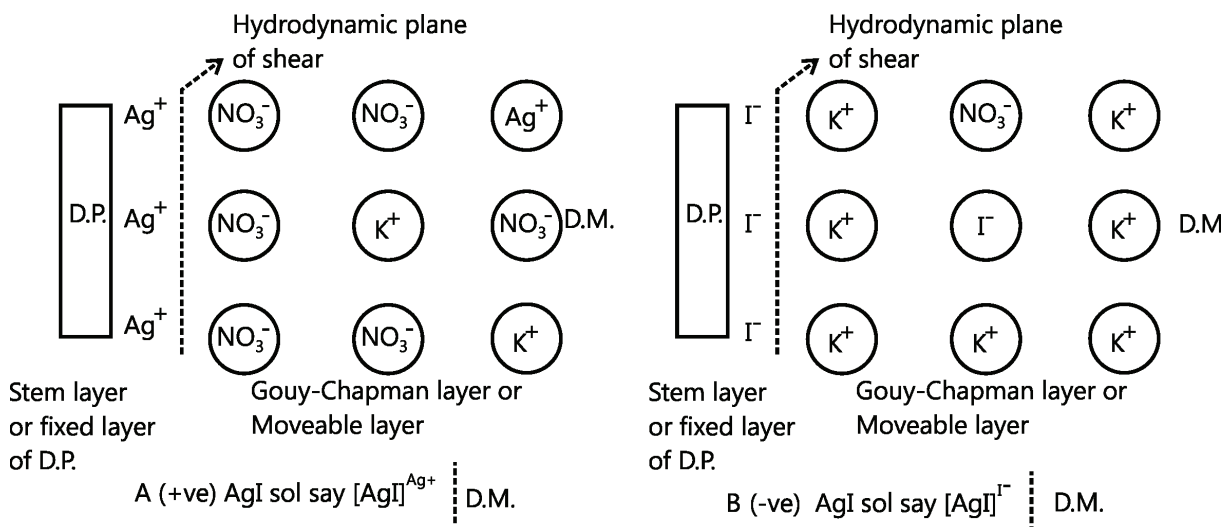 Hydrodynamic plane
of shear
Ag⁺ NO₃⁻ NO₃⁻ Ag⁺
D.P. Ag⁺ NO₃⁻ K⁺ NO₃⁻ D.M.
Ag⁺ NO₃⁻ NO₃⁻ K⁺
Stem layer
or fixed layer
of D.P.
Gouy-Chapman layer or
Moveable layer
A (+ve) AgI sol say [AgI]ᴬᵍ⁺ D.M.
Hydrodynamic plane
of shear
I⁻ K⁺ NO₃⁻ K⁺
D.P. I⁻ K⁺ I⁻ K⁺ D.M
I⁻ K⁺ K⁺ K⁺
Stem layer
or fixed layer
of D.P.
Gouy-Chapman layer or
Moveable layer
B (-ve) AgI sol say [AgI]ᴵ⁻ D.M.